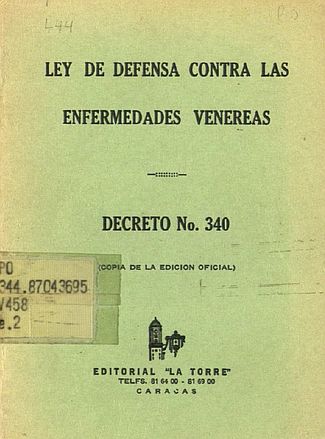 L44
LEY DE DEFENSA CONTRA LAS
ENFERMEDADES VENEREAS
DECRETO No. 340
(COPIA DE LA EDICION OFICIAL)
PO
344.87043695
V458
e.2
EDITORIAL "LA TORRE"
TELFS. 81 64 00 - 81 69 00
CARACAS